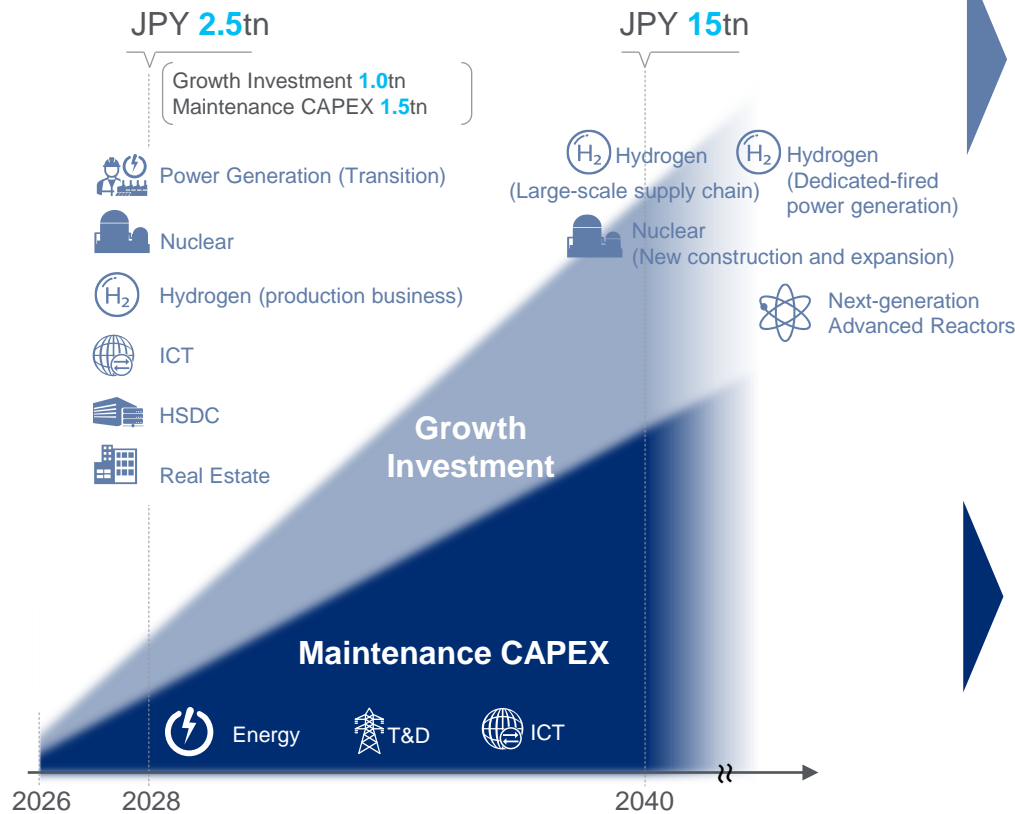 JPY 2.5tn
JPY 15tn
Growth Investment 1.0tn
Maintenance CAPEX 1.5tn
Power Generation (Transition)
Nuclear
H₂ Hydrogen (production business)
ICT
HSDC
Real Estate
H₂ Hydrogen
(Large-scale supply chain)
H₂ Hydrogen
(Dedicated-fired
power generation)
Nuclear
(New construction and expansion)
Next-generation
Advanced Reactors
Growth
Investment
Maintenance CAPEX
Energy
T&D
ICT
2026
2028
2040